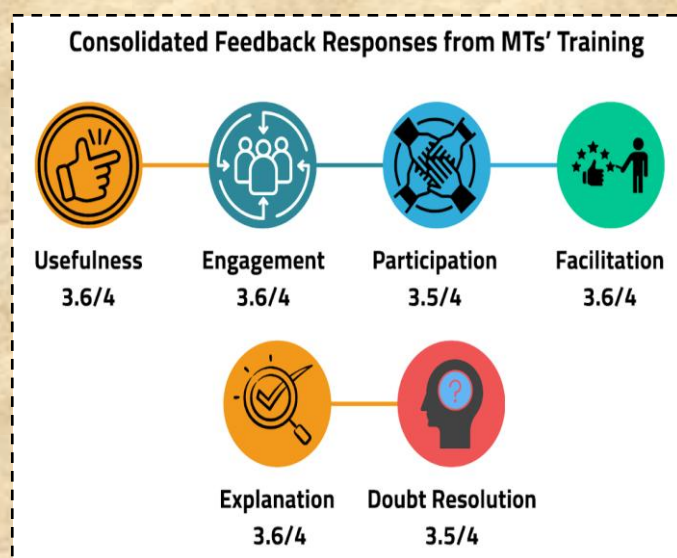 Consolidated Feedback Responses from MTs' Training
Usefulness Engagement Participation Facilitation
3.6/4 3.6/4 3.5/4 3.6/4
?
Explanation Doubt Resolution
3.6/4 3.5/4